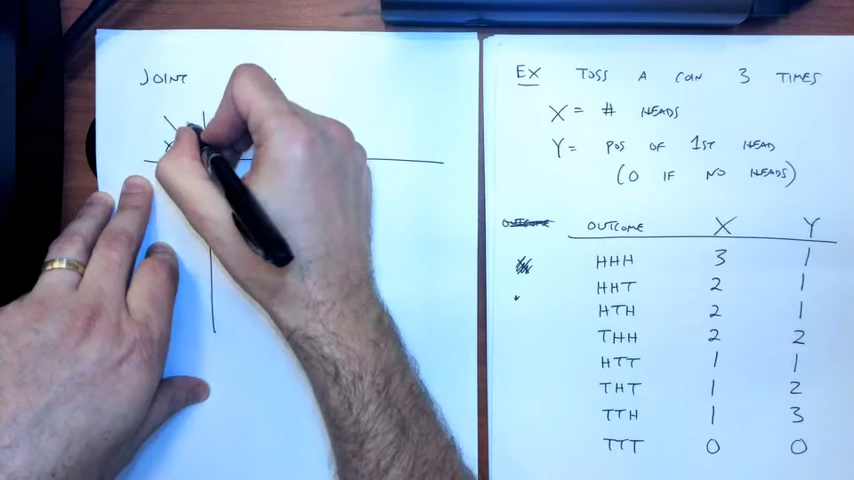 JOINT
X
EX TOSS A COIN 3 TIMES
X = # HEADS
Y = POS OF 1ST HEAD
(0 IF NO HEADS)
OUTCOME X Y
HHH 3 1
HHT 2 1
HTH 2 1
THH 2 2
HTT 1 1
THT 1 2
TTH 1 3
TTT 0 0